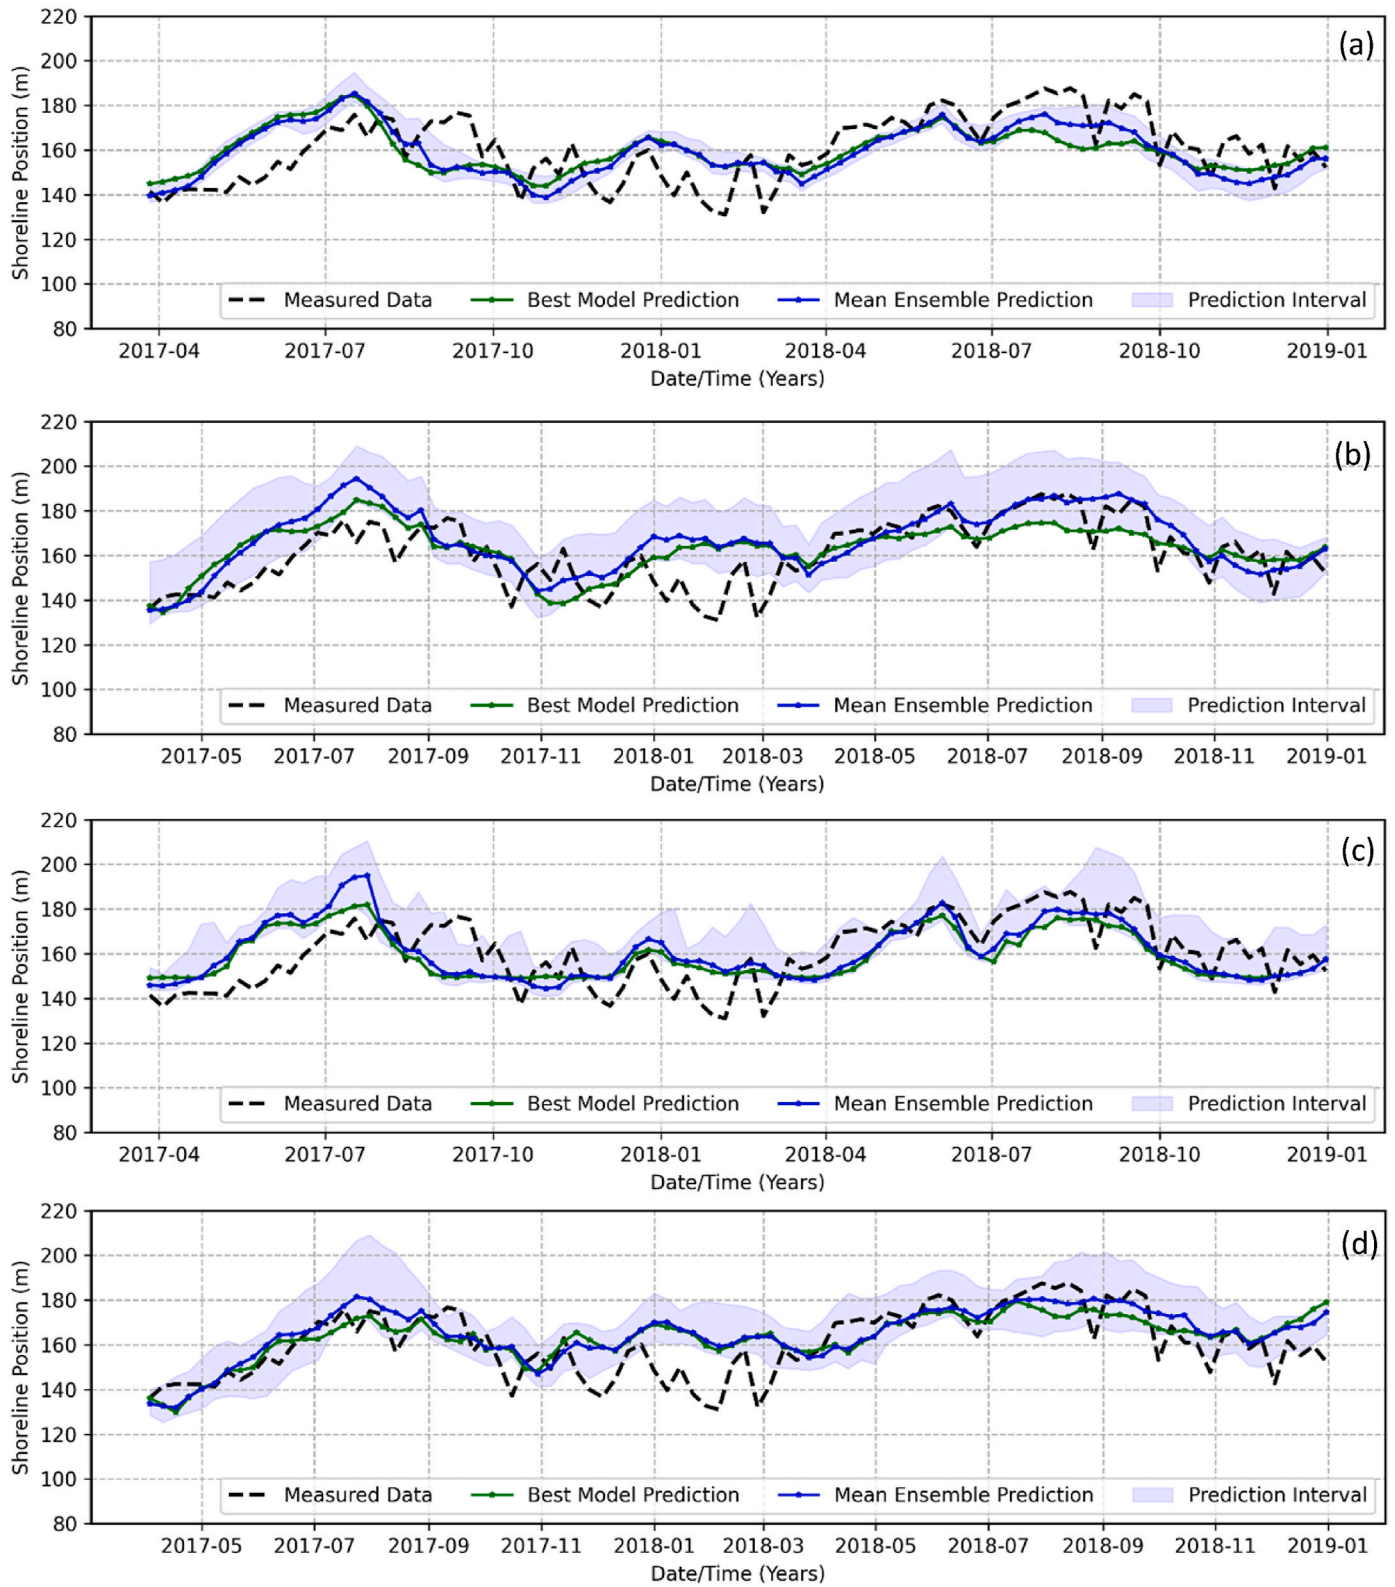 220
(a)
200
180
160
140
120
100
80
Shoreline Position (m)
Measured Data Best Model Prediction Mean Ensemble Prediction Prediction Interval
2017-04 2017-07 2017-10 2018-01 2018-04 2018-07 2018-10 2019-01
Date/Time (Years)
220
(b)
200
180
160
140
120
100
80
Shoreline Position (m)
Measured Data Best Model Prediction Mean Ensemble Prediction Prediction Interval
2017-05 2017-07 2017-09 2017-11 2018-01 2018-03 2018-05 2018-07 2018-09 2018-11 2019-01
Date/Time (Years)
220
(c)
200
180
160
140
120
100
80
Shoreline Position (m)
Measured Data Best Model Prediction Mean Ensemble Prediction Prediction Interval
2017-04 2017-07 2017-10 2018-01 2018-04 2018-07 2018-10 2019-01
Date/Time (Years)
220
(d)
200
180
160
140
120
100
80
Shoreline Position (m)
Measured Data Best Model Prediction Mean Ensemble Prediction Prediction Interval
2017-05 2017-07 2017-09 2017-11 2018-01 2018-03 2018-05 2018-07 2018-09 2018-11 2019-01
Date/Time (Years)